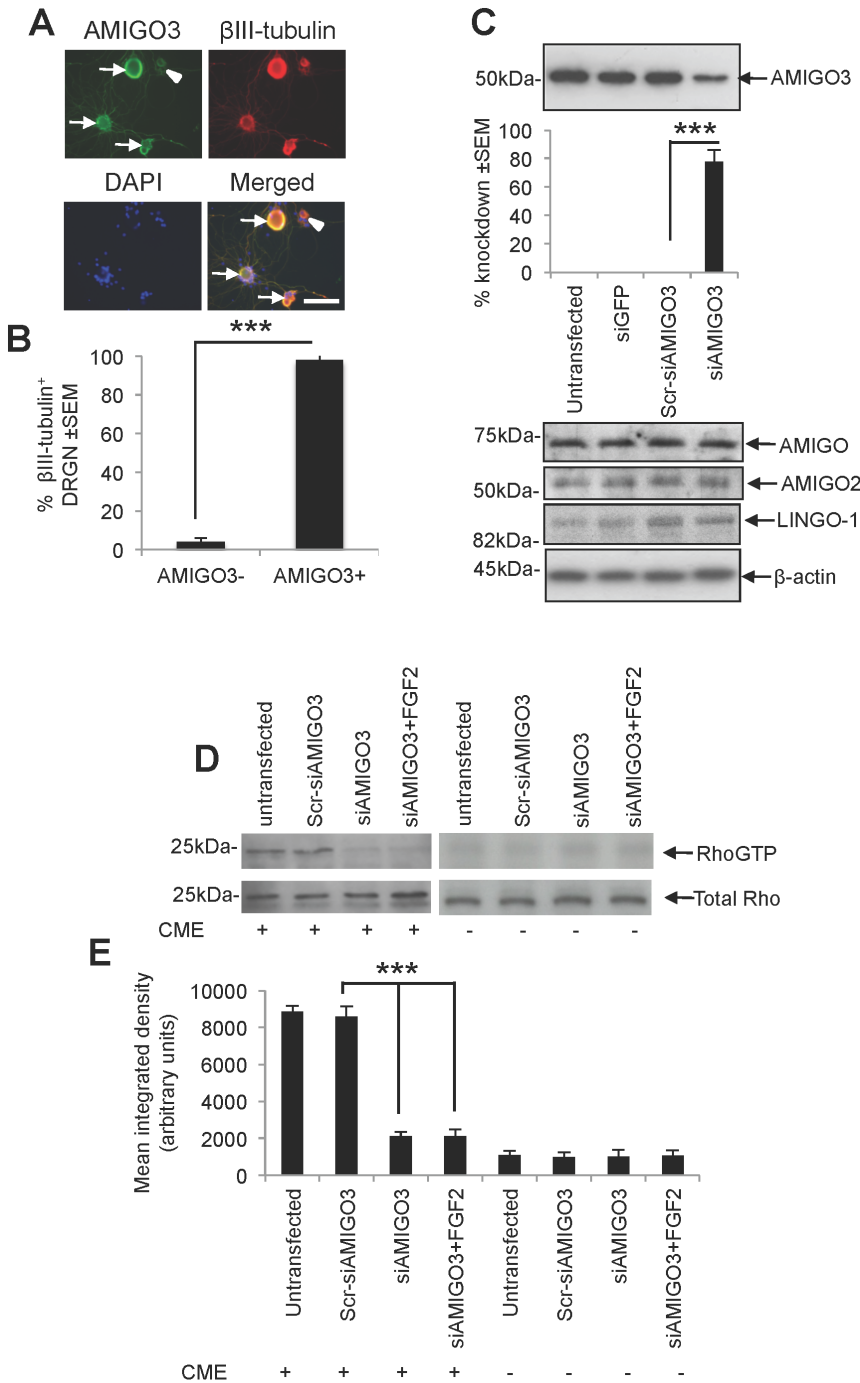 A
AMIGO3
βIII-tubulin
DAPI
Merged
B
***
% βIII-tubulin+
DRGN ±SEM
100
80
60
40
20
0
AMIGO3-
AMIGO3+
C
50kDa-
AMIGO3
% knockdown ±SEM
100
80
60
40
20
0
***
Untransfected
siGFP
Scr-siAMIGO3
siAMIGO3
75kDa-
AMIGO
50kDa-
AMIGO2
LINGO-1
82kDa-
45kDa-
β-actin
D
untransfected
Scr-siAMIGO3
siAMIGO3
siAMIGO3+FGF2
untransfected
Scr-siAMIGO3
siAMIGO3
siAMIGO3+FGF2
25kDa-
RhoGTP
25kDa-
Total Rho
CME + + + + - - - -
E
Mean integrated density
(arbitrary units)
10000
8000
6000
4000
2000
0
***
Untransfected
Scr-siAMIGO3
siAMIGO3
siAMIGO3+FGF2
Untransfected
Scr-siAMIGO3
siAMIGO3
siAMIGO3+FGF2
CME + + + + - - - -